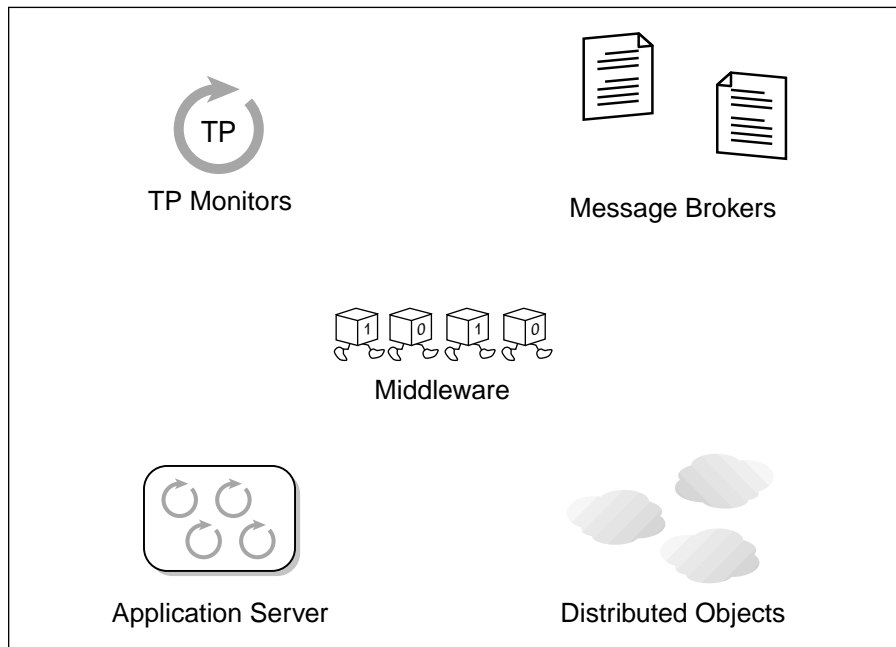 TP
TP Monitors
Message Brokers
1 0 1 0
Middleware
Application Server
Distributed Objects